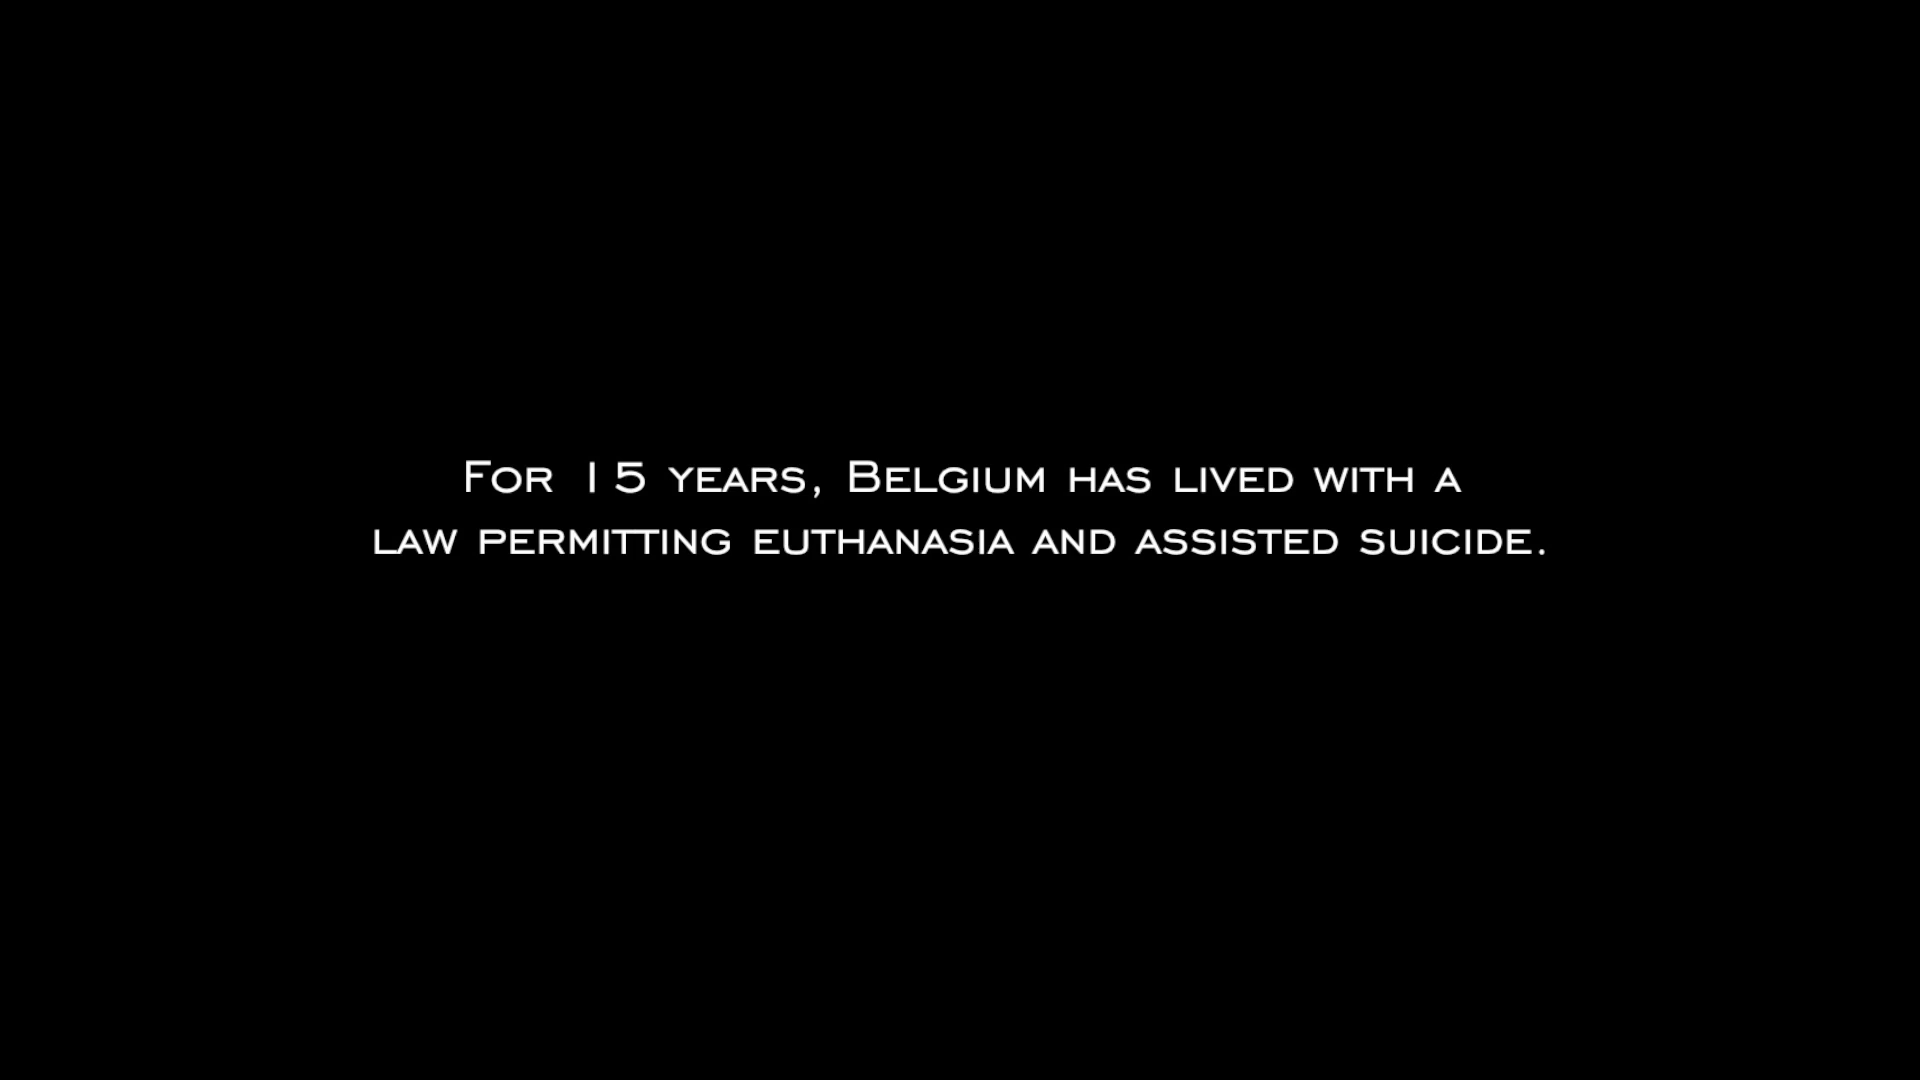 For 15 years, Belgium has lived with a
law permitting euthanasia and assisted suicide.